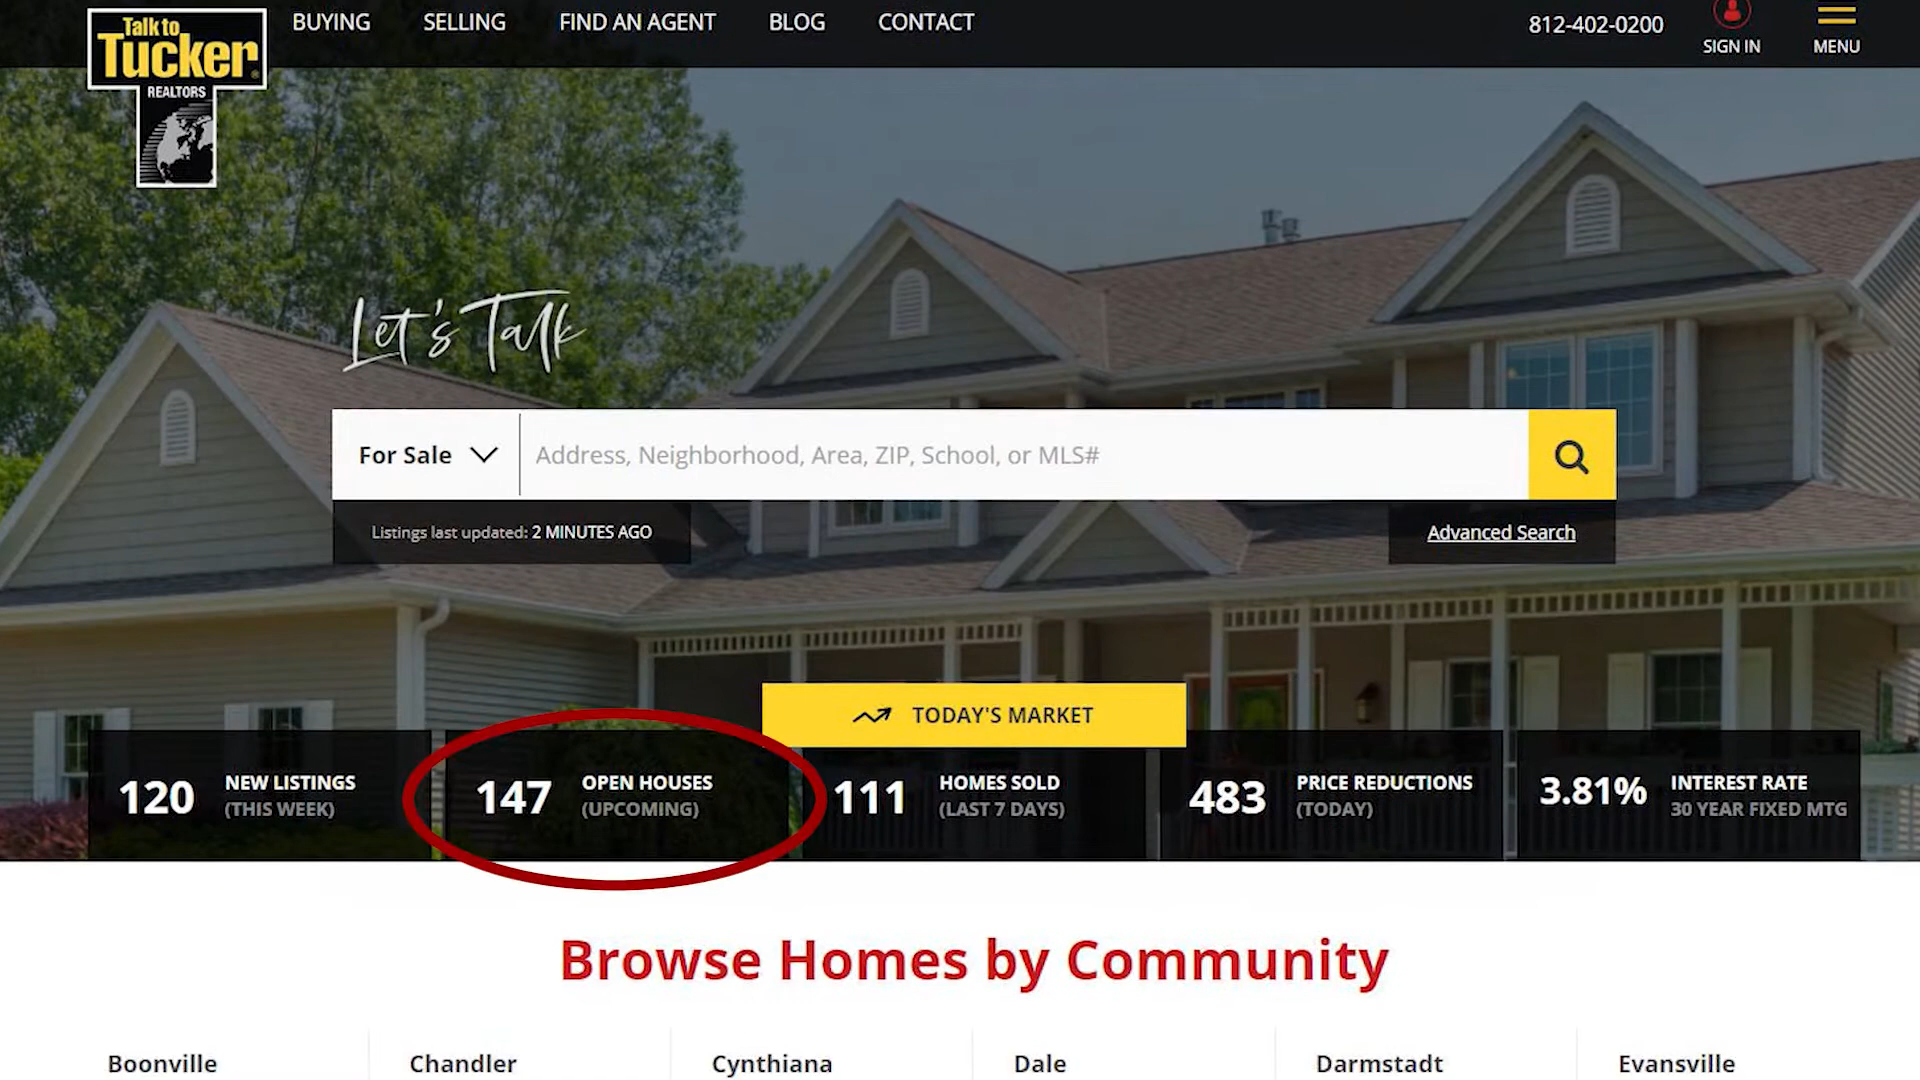 Talk to
Tucker
REALTORS
BUYING
SELLING
FIND AN AGENT
BLOG
CONTACT
812-402-0200
SIGN IN
MENU
Let's Talk
For Sale
Address, Neighborhood, Area, ZIP, School, or MLS#
Listings last updated: 2 MINUTES AGO
Advanced Search
TODAY'S MARKET
120 NEW LISTINGS
(THIS WEEK)
147 OPEN HOUSES
(UPCOMING)
111 HOMES SOLD
(LAST 7 DAYS)
483 PRICE REDUCTIONS
(TODAY)
3.81% INTEREST RATE
30 YEAR FIXED MTG
Browse Homes by Community
Boonville
Chandler
Cynthiana
Dale
Darmstadt
Evansville